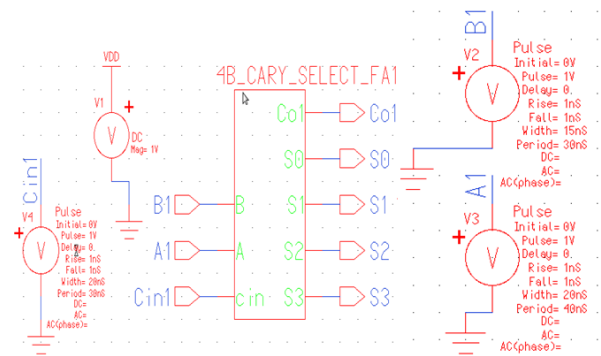 B1
V2
Pulse
Initial= 0V
Pulse= 1V
Delay= 0.
Rise= 1nS
Fall= 1nS
Width= 15nS
Period= 30nS
DC=
AC=
AC(phase)=
VDD
V1
V
DC
Mag= 1V
4B_CARY_SELECT_FA1
Co1
Co1
S0
S0
B1
B
S1
S1
A1
A
S2
S2
Cin1
cin
S3
S3
Cin1
V4
V
Pulse
Initial= 0V
Pulse= 1V
Delay= 0.
Rise= 1nS
Fall= 1nS
Width= 20nS
Period= 30nS
DC=
AC=
AC(phase)=
V
A1
V3
V
Pulse
Initial= 0V
Pulse= 1V
Delay= 0.
Rise= 1nS
Fall= 1nS
Width= 20nS
Period= 40nS
DC=
AC=
AC(phase)=